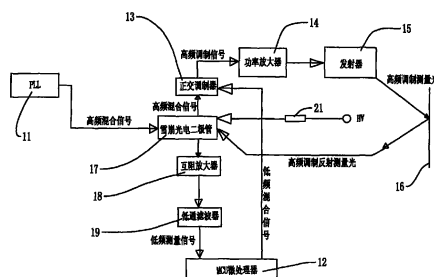 13
高频调制信号
14
功率放大器
15
发射器
高频调制测量光
PLL
11
高频混合信号
正交调制器
高频混合信号
21
HV
雪崩光电二极管
17
高频调制反射测量光
16
互阻放大器
18
低频混合信号
低通滤波器
19
低频测量信号
MCU微处理器
12